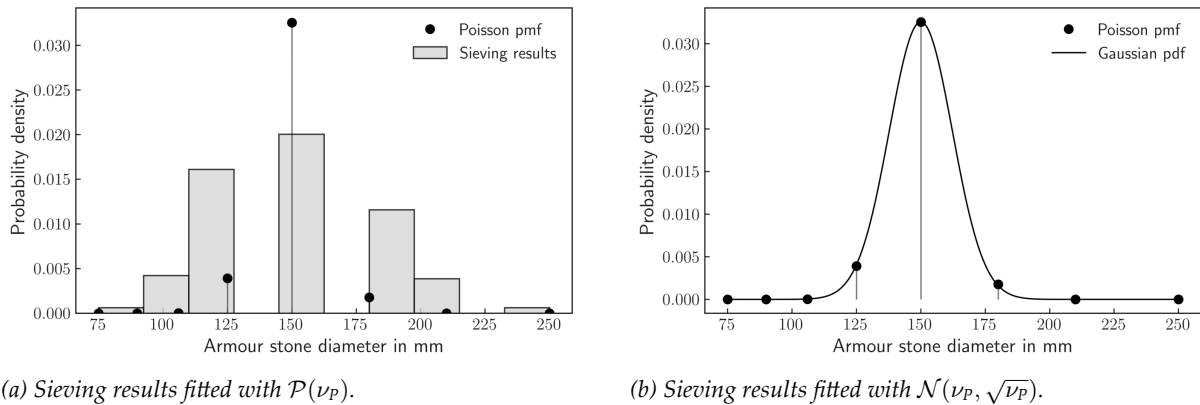 Probability density
0.030
0.025
0.020
0.015
0.010
0.005
0.000
75 100 125 150 175 200 225 250
Armour stone diameter in mm
Poisson pmf
Sieving results
(a) Sieving results fitted with 𝒫(ν_P).
Probability density
0.030
0.025
0.020
0.015
0.010
0.005
0.000
75 100 125 150 175 200 225 250
Armour stone diameter in mm
Poisson pmf
Gaussian pdf
(b) Sieving results fitted with 𝒩(ν_P, √ν_P).